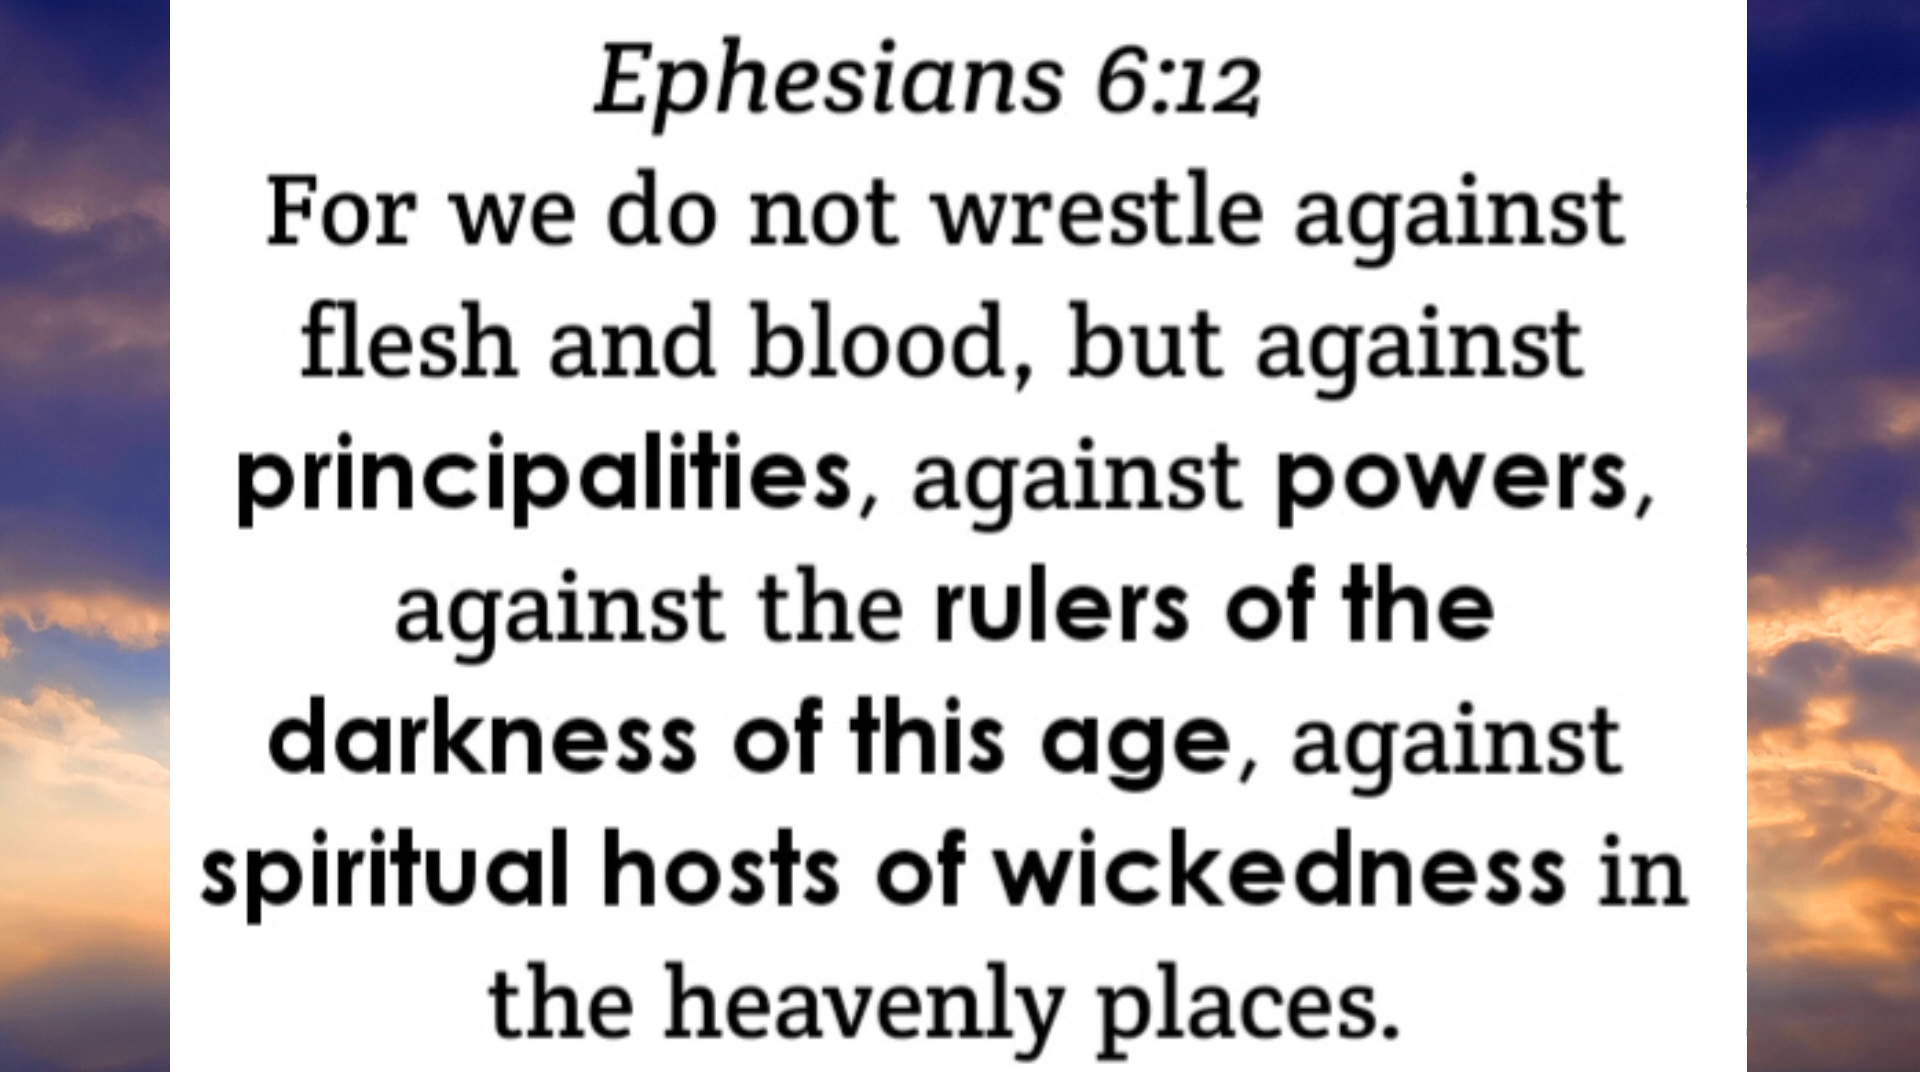 Ephesians 6:12
For we do not wrestle against
flesh and blood, but against
principalities, against powers,
against the rulers of the
darkness of this age, against
spiritual hosts of wickedness in
the heavenly places.